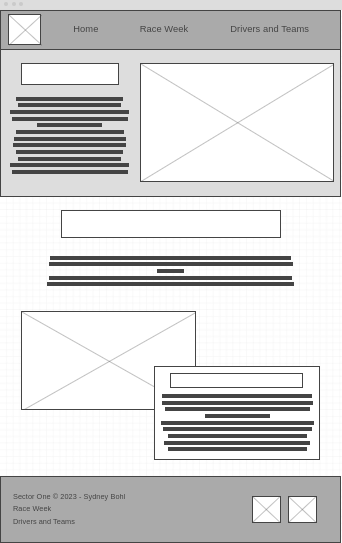 Home
Race Week
Drivers and Teams
Sector One © 2023 - Sydney Bohl
Race Week
Drivers and Teams